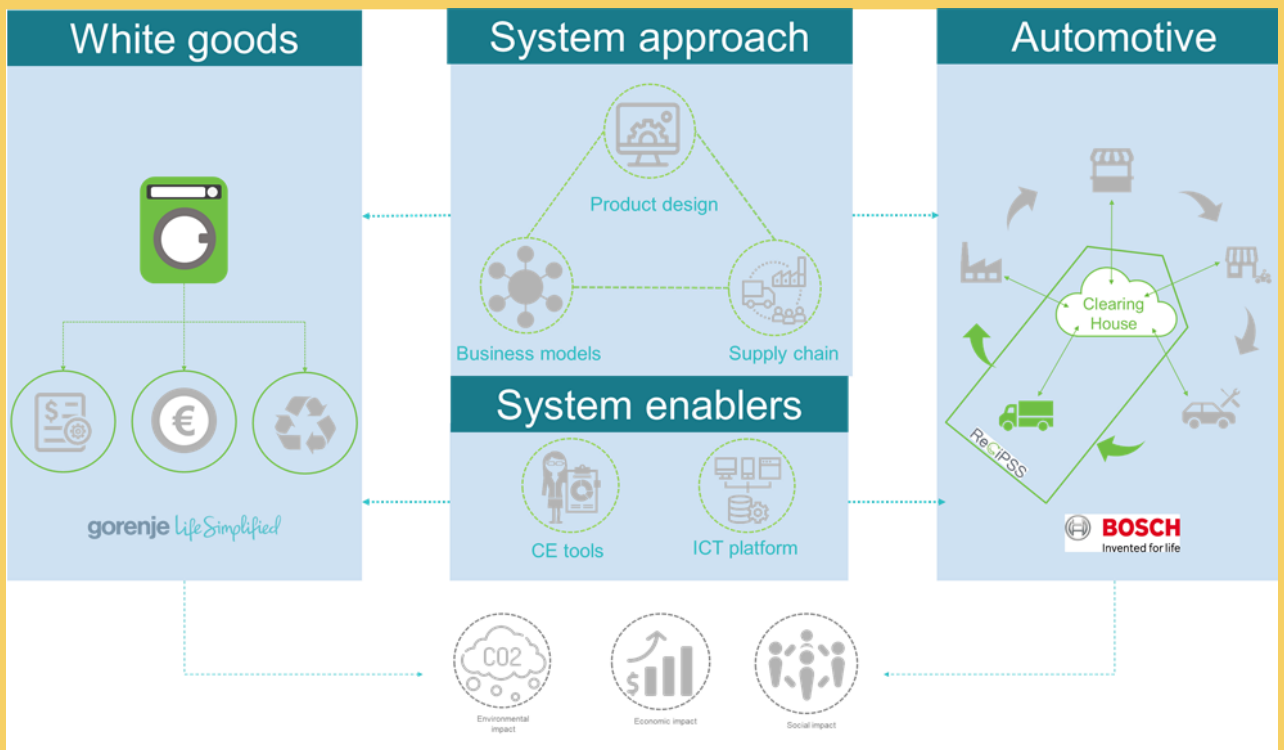 White goods
gorenje Life Simplified
System approach
Product design
Business models
Supply chain
System enablers
CE tools
ICT platform
Automotive
Clearing
House
ReCiPSS
BOSCH
Invented for life
$
€
CO2
$
Environmental
impact
Economic impact
Social impact